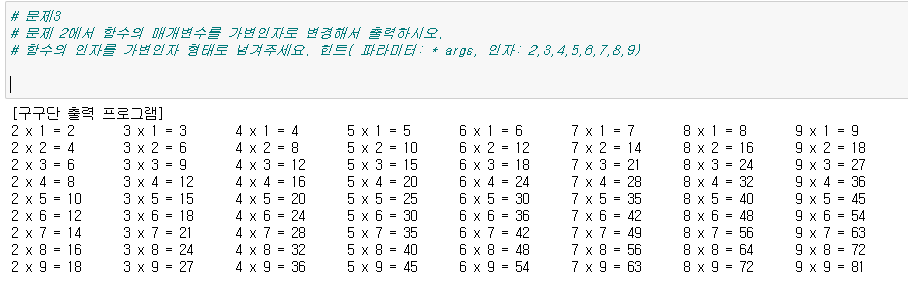 # 문제3
# 문제 2에서 함수의 매개변수를 가변인자로 변경해서 출력하시오.
# 함수의 인자를 가변인자 형태로 넘겨주세요. 힌트( 파라미터: * args, 인자: 2,3,4,5,6,7,8,9)
[구구단 출력 프로그램]
2 x 1 = 2 3 x 1 = 3 4 x 1 = 4 5 x 1 = 5 6 x 1 = 6 7 x 1 = 7 8 x 1 = 8 9 x 1 = 9
2 x 2 = 4 3 x 2 = 6 4 x 2 = 8 5 x 2 = 10 6 x 2 = 12 7 x 2 = 14 8 x 2 = 16 9 x 2 = 18
2 x 3 = 6 3 x 3 = 9 4 x 3 = 12 5 x 3 = 15 6 x 3 = 18 7 x 3 = 21 8 x 3 = 24 9 x 3 = 27
2 x 4 = 8 3 x 4 = 12 4 x 4 = 16 5 x 4 = 20 6 x 4 = 24 7 x 4 = 28 8 x 4 = 32 9 x 4 = 36
2 x 5 = 10 3 x 5 = 15 4 x 5 = 20 5 x 5 = 25 6 x 5 = 30 7 x 5 = 35 8 x 5 = 40 9 x 5 = 45
2 x 6 = 12 3 x 6 = 18 4 x 6 = 24 5 x 6 = 30 6 x 6 = 36 7 x 6 = 42 8 x 6 = 48 9 x 6 = 54
2 x 7 = 14 3 x 7 = 21 4 x 7 = 28 5 x 7 = 35 6 x 7 = 42 7 x 7 = 49 8 x 7 = 56 9 x 7 = 63
2 x 8 = 16 3 x 8 = 24 4 x 8 = 32 5 x 8 = 40 6 x 8 = 48 7 x 8 = 56 8 x 8 = 64 9 x 8 = 72
2 x 9 = 18 3 x 9 = 27 4 x 9 = 36 5 x 9 = 45 6 x 9 = 54 7 x 9 = 63 8 x 9 = 72 9 x 9 = 81